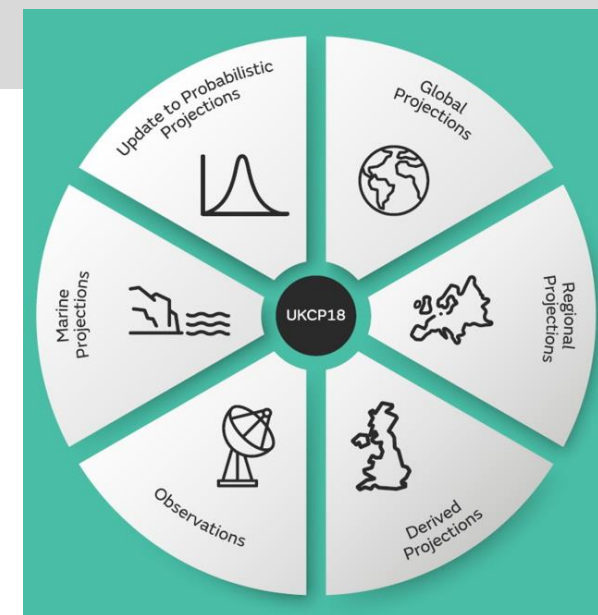 Update to Probabilistic
Projections
Global
Projections
Marine
Projections
UKCP18
Regional
Projections
Observations
Derived
Projections